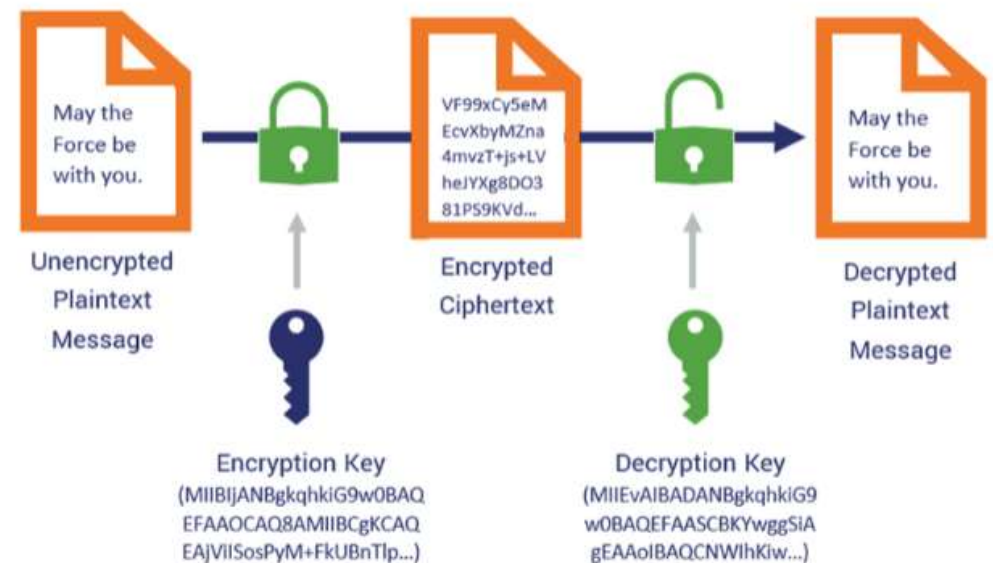 May the
Force be
with you.
VF99xCy5eM
EcvXbyMZna
4mvzT+js+LV
heJYXg8DO3
81PS9KVd...
May the
Force be
with you.
Unencrypted
Plaintext
Message
Encrypted
Ciphertext
Decrypted
Plaintext
Message
Encryption Key
(MIIBIjANBgkqhkiG9w0BAQ
EFAAOCAQ8AMIIBCgKCAQ
EAjVilSosPyM+FkUBnTlp...)
Decryption Key
(MIIEvAIBADANBgkqhkiG9
w0BAQEFAASCBKYwggSiA
gEAAoIBAQCNWIhKiw...)